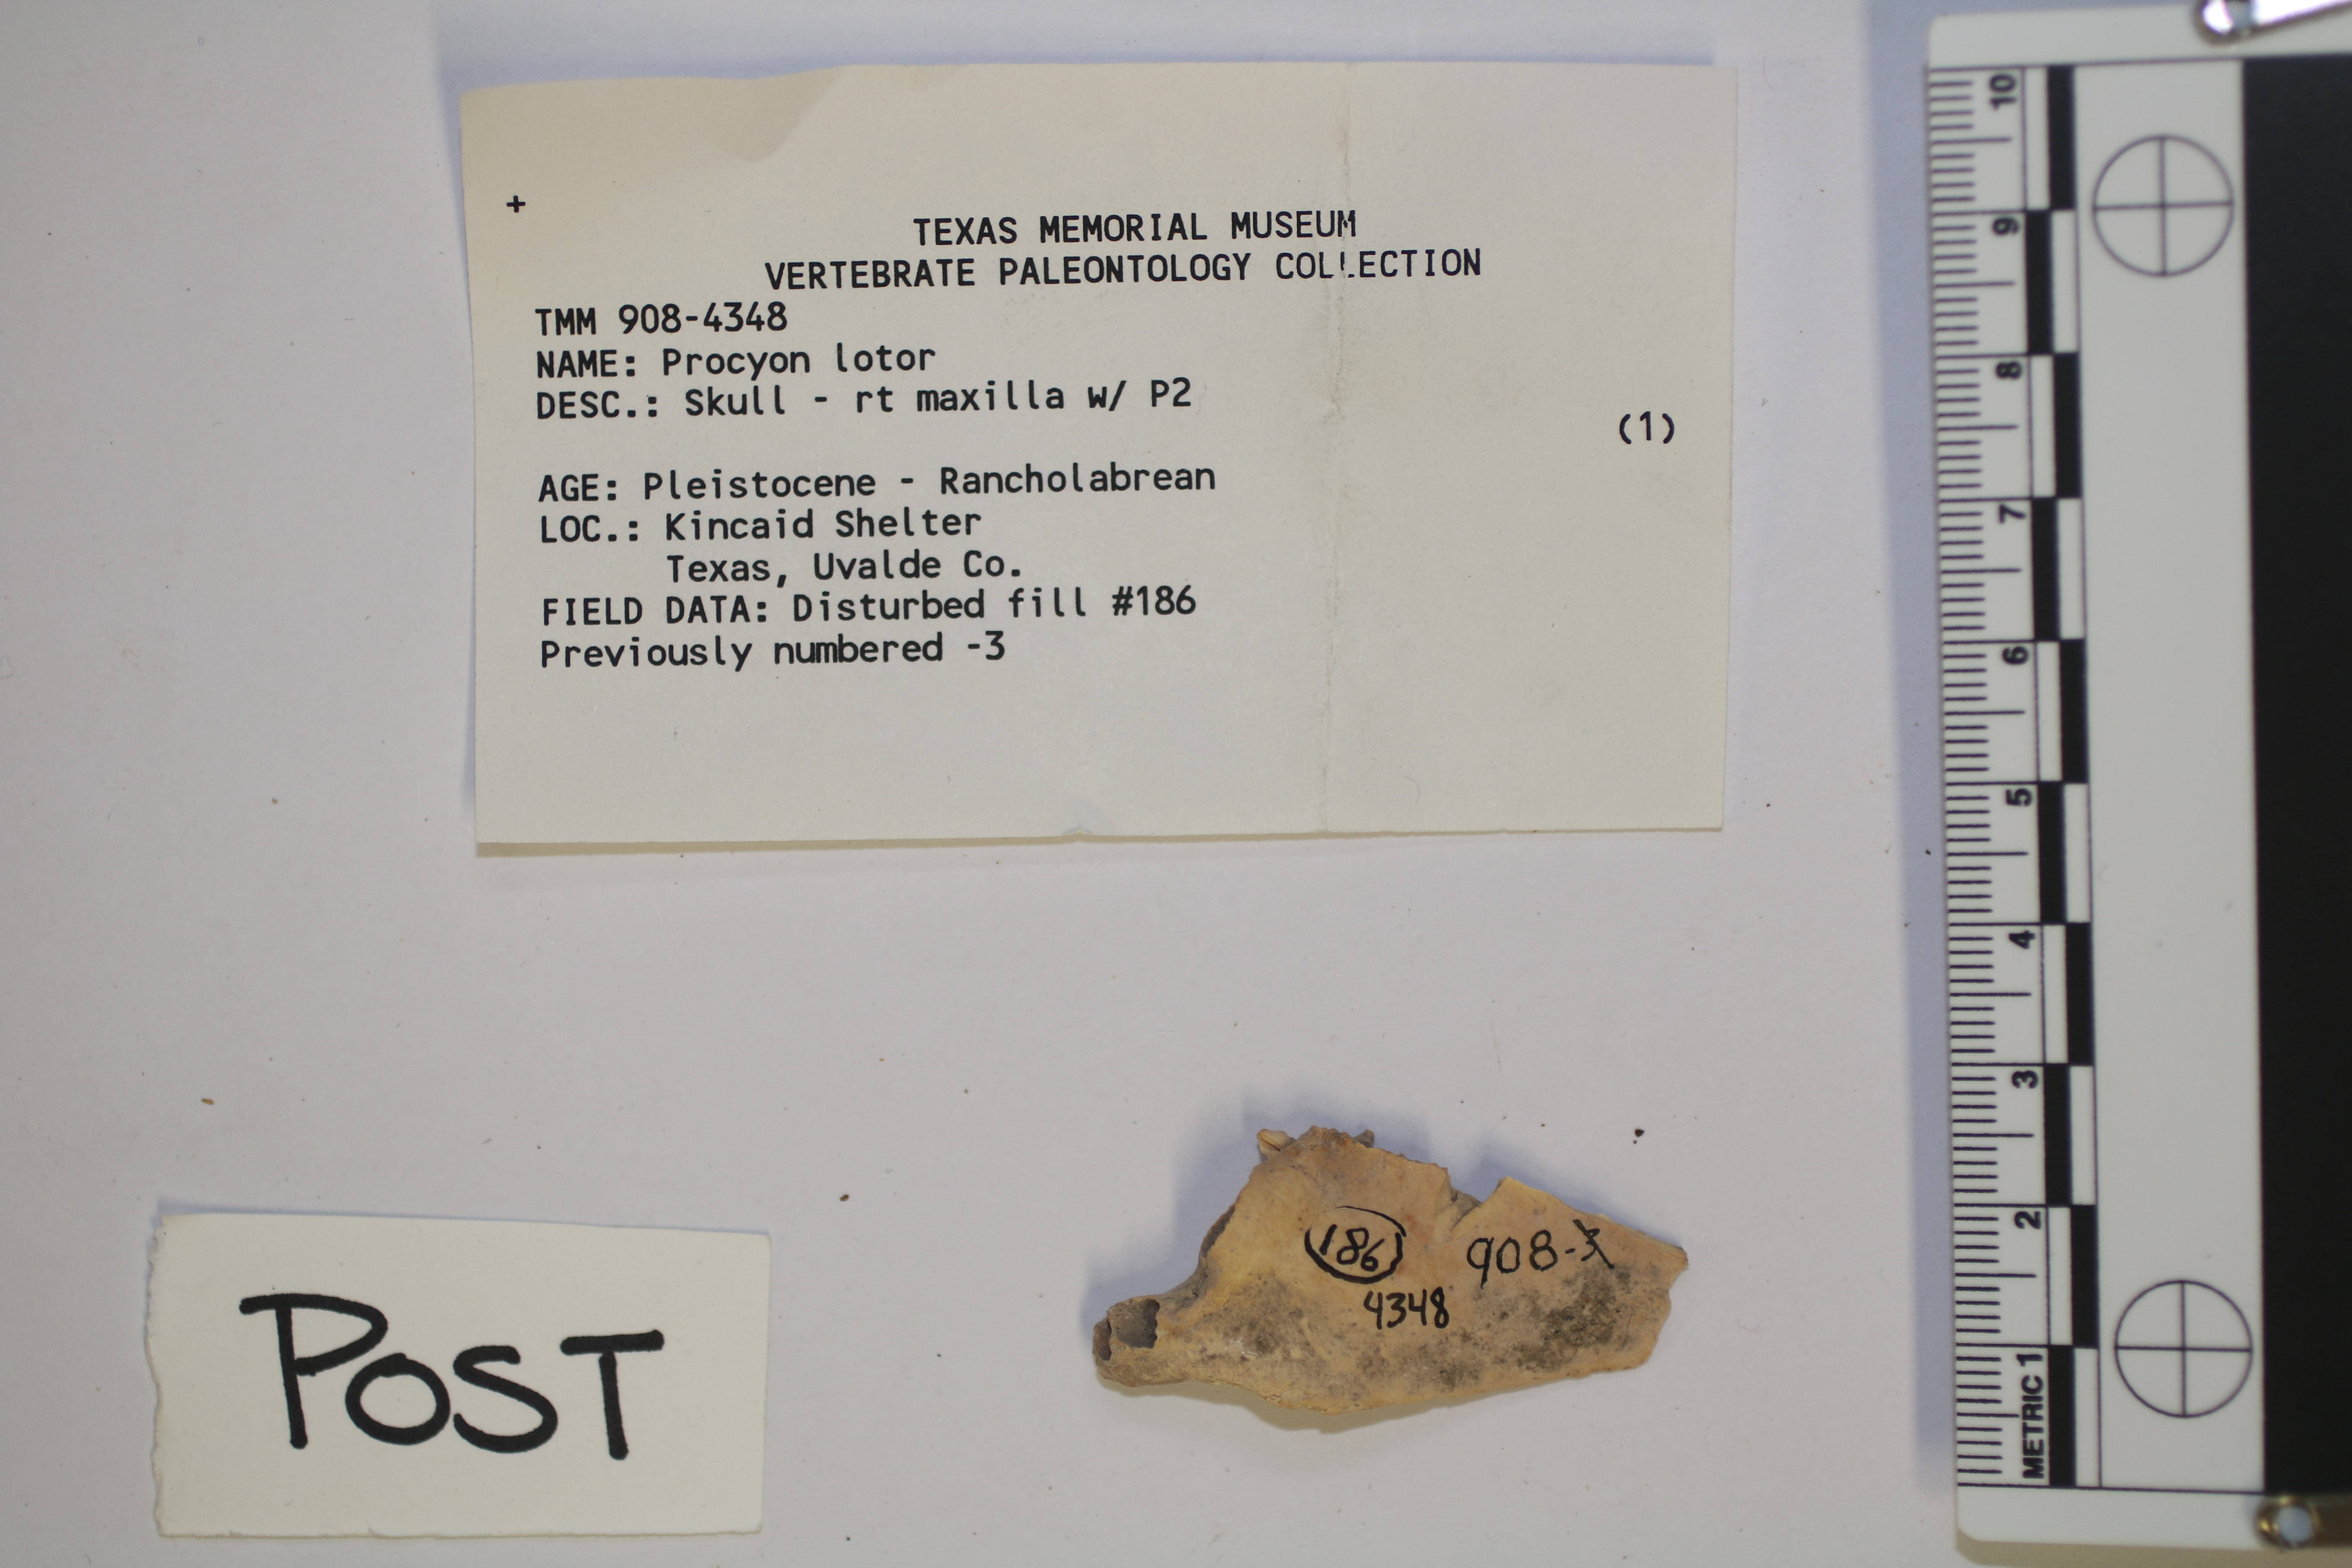 +
TEXAS MEMORIAL MUSEUM
VERTEBRATE PALEONTOLOGY COLLECTION
TMM 908-4348
NAME: Procyon lotor
DESC.: Skull - rt maxilla w/ P2
(1)
AGE: Pleistocene - Rancholabrean
LOC.: Kincaid Shelter
Texas, Uvalde Co.
FIELD DATA: Disturbed fill #186
Previously numbered -3
POST
186
908-3
4348
10
9
8
7
6
5
4
3
2
METRIC 1